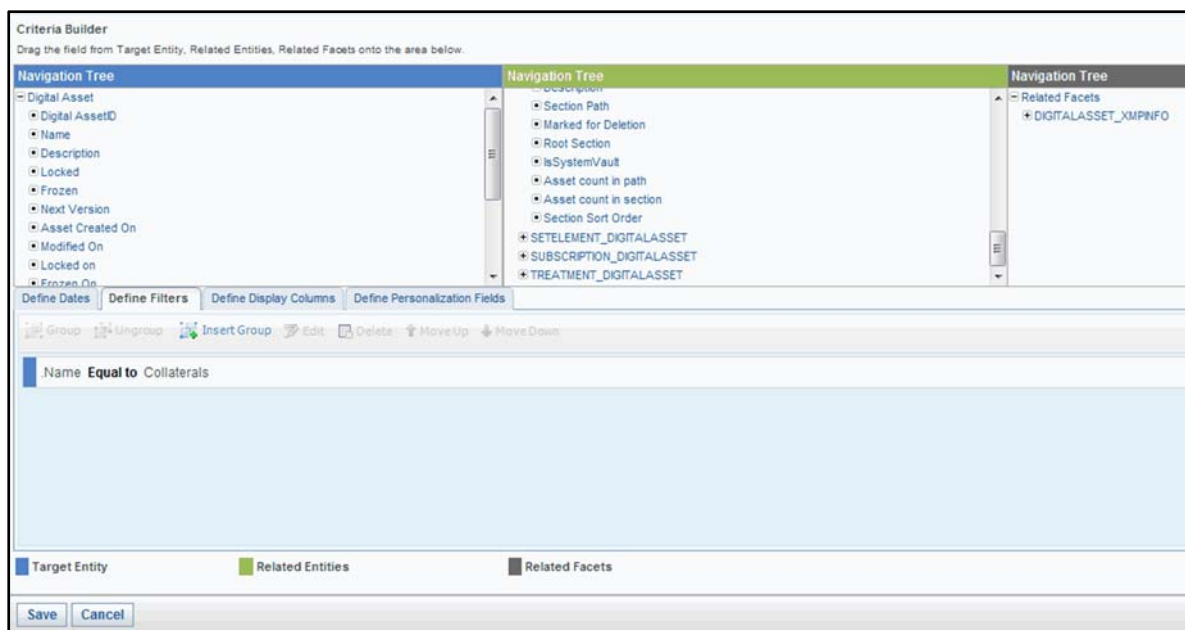 Criteria Builder
Drag the field from Target Entity, Related Entities, Related Facets onto the area below.
Navigation Tree
Digital Asset
Digital AssetID
Name
Description
Locked
Frozen
Next Version
Asset Created On
Modified On
Locked on
Frozen On
Navigation Tree
Description
Section Path
Marked for Deletion
Root Section
IsSystemVault
Asset count in path
Asset count in section
Section Sort Order
SETELEMENT_DIGITALASSET
SUBSCRIPTION_DIGITALASSET
TREATMENT_DIGITALASSET
Navigation Tree
Related Facets
DIGITALASSET_XMPINFO
Define Dates Define Filters Define Display Columns Define Personalization Fields
Group Ungroup Insert Group Edit Delete Move Up Move Down
.Name Equal to Collaterals
Target Entity Related Entities Related Facets
Save Cancel